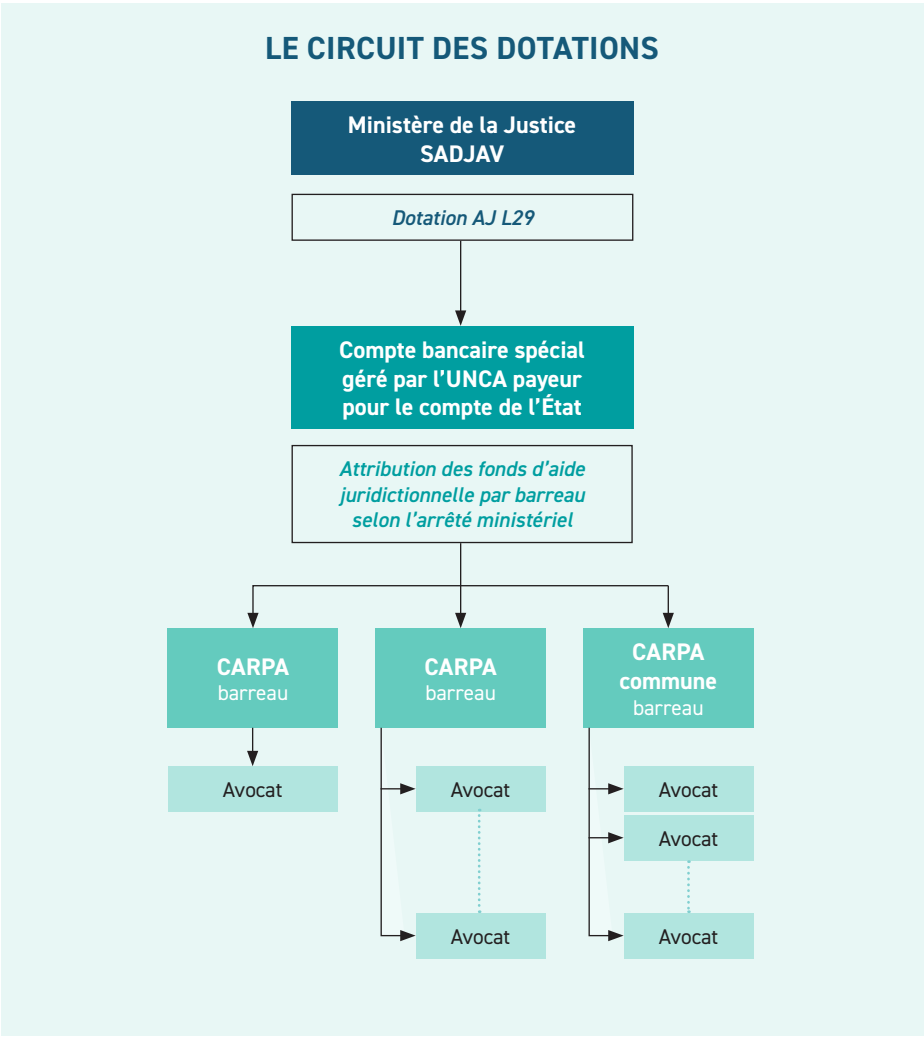 LE CIRCUIT DES DOTATIONS
Ministère de la Justice
SADJAV
Dotation AJ L29
Compte bancaire spécial
géré par l’UNCA payeur
pour le compte de l’État
Attribution des fonds d’aide
juridictionnelle par barreau
selon l’arrêté ministériel
CARPA
barreau
CARPA
barreau
CARPA
commune
barreau
Avocat
Avocat
Avocat
Avocat
Avocat
Avocat